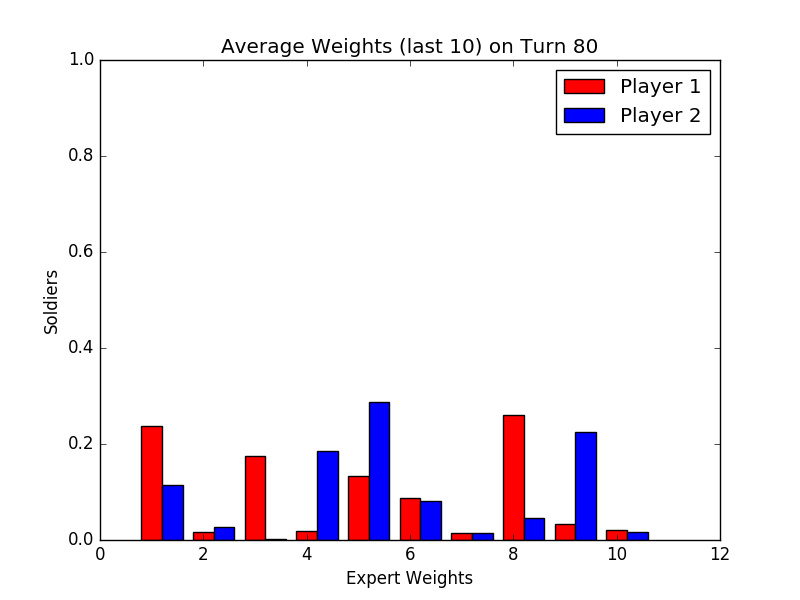 Average Weights (last 10) on Turn 80
1.0
0.8
0.6
0.4
0.2
0.0
Soldiers
Player 1
Player 2
0 2 4 6 8 10 12
Expert Weights